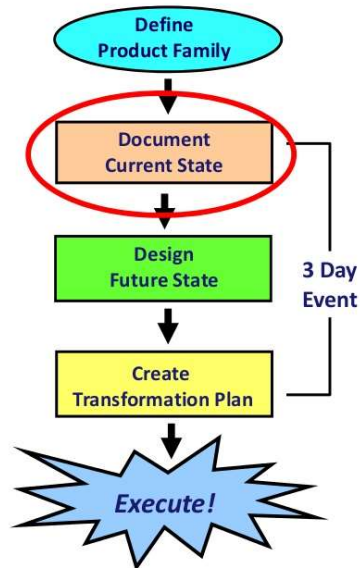 Define
Product Family
Document
Current State
Design
Future State
3 Day
Event
Create
Transformation Plan
Execute!